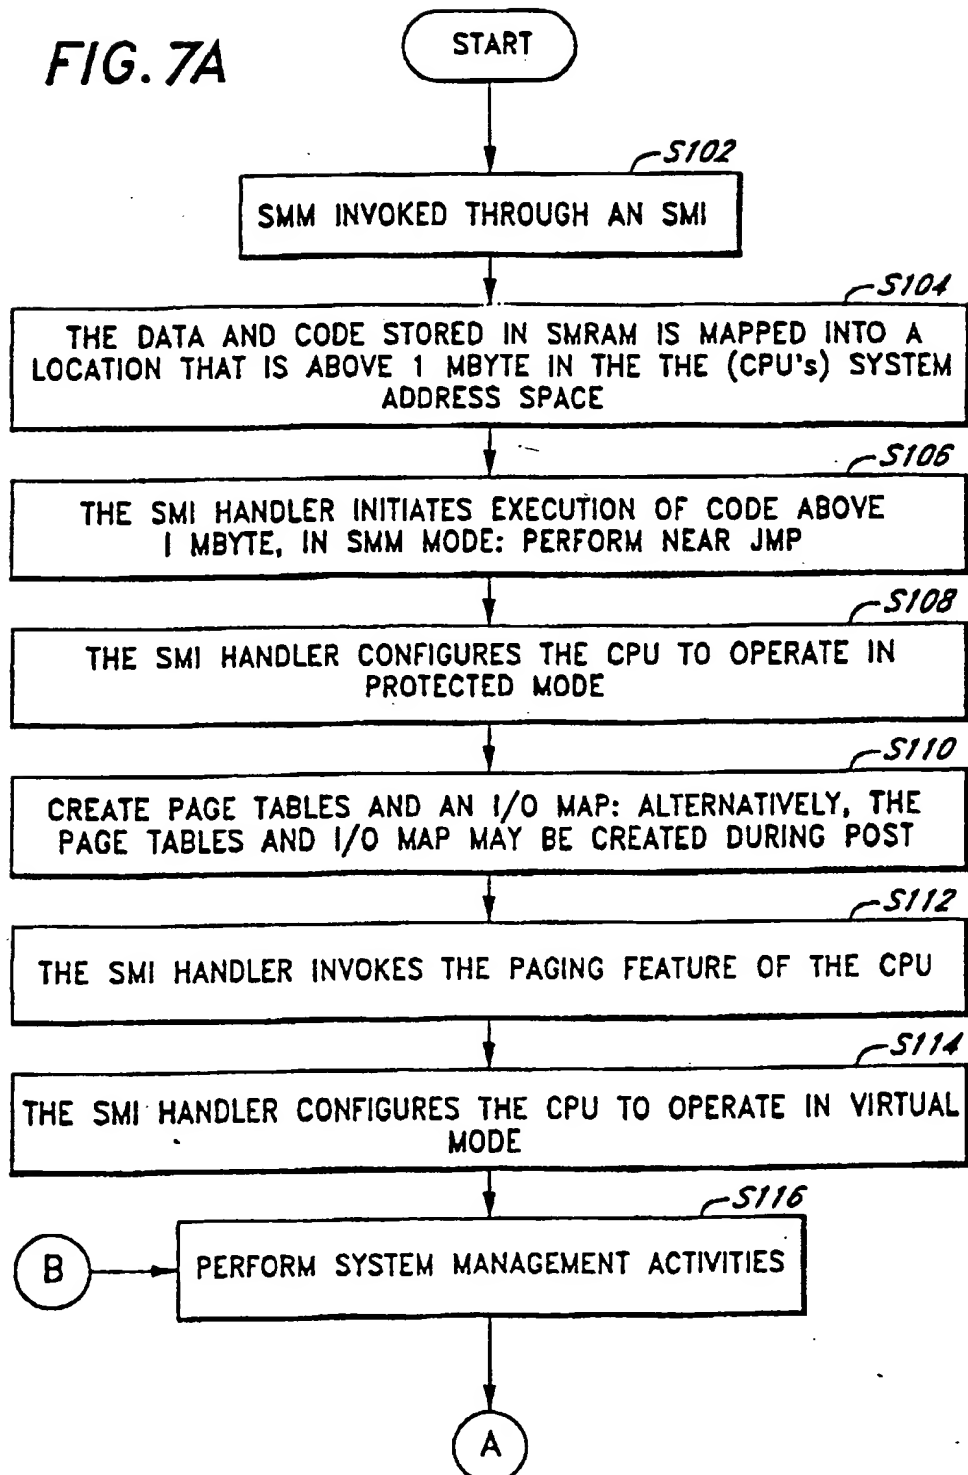 FIG. 7A
START
S102
SMM INVOKED THROUGH AN SMI
S104
THE DATA AND CODE STORED IN SMRAM IS MAPPED INTO A
LOCATION THAT IS ABOVE 1 MBYTE IN THE THE (CPU's) SYSTEM
ADDRESS SPACE
S106
THE SMI HANDLER INITIATES EXECUTION OF CODE ABOVE
1 MBYTE, IN SMM MODE: PERFORM NEAR JMP
S108
THE SMI HANDLER CONFIGURES THE CPU TO OPERATE IN
PROTECTED MODE
S110
CREATE PAGE TABLES AND AN I/O MAP: ALTERNATIVELY, THE
PAGE TABLES AND I/O MAP MAY BE CREATED DURING POST
S112
THE SMI HANDLER INVOKES THE PAGING FEATURE OF THE CPU
S114
THE SMI HANDLER CONFIGURES THE CPU TO OPERATE IN VIRTUAL
MODE
S116
B
PERFORM SYSTEM MANAGEMENT ACTIVITIES
A